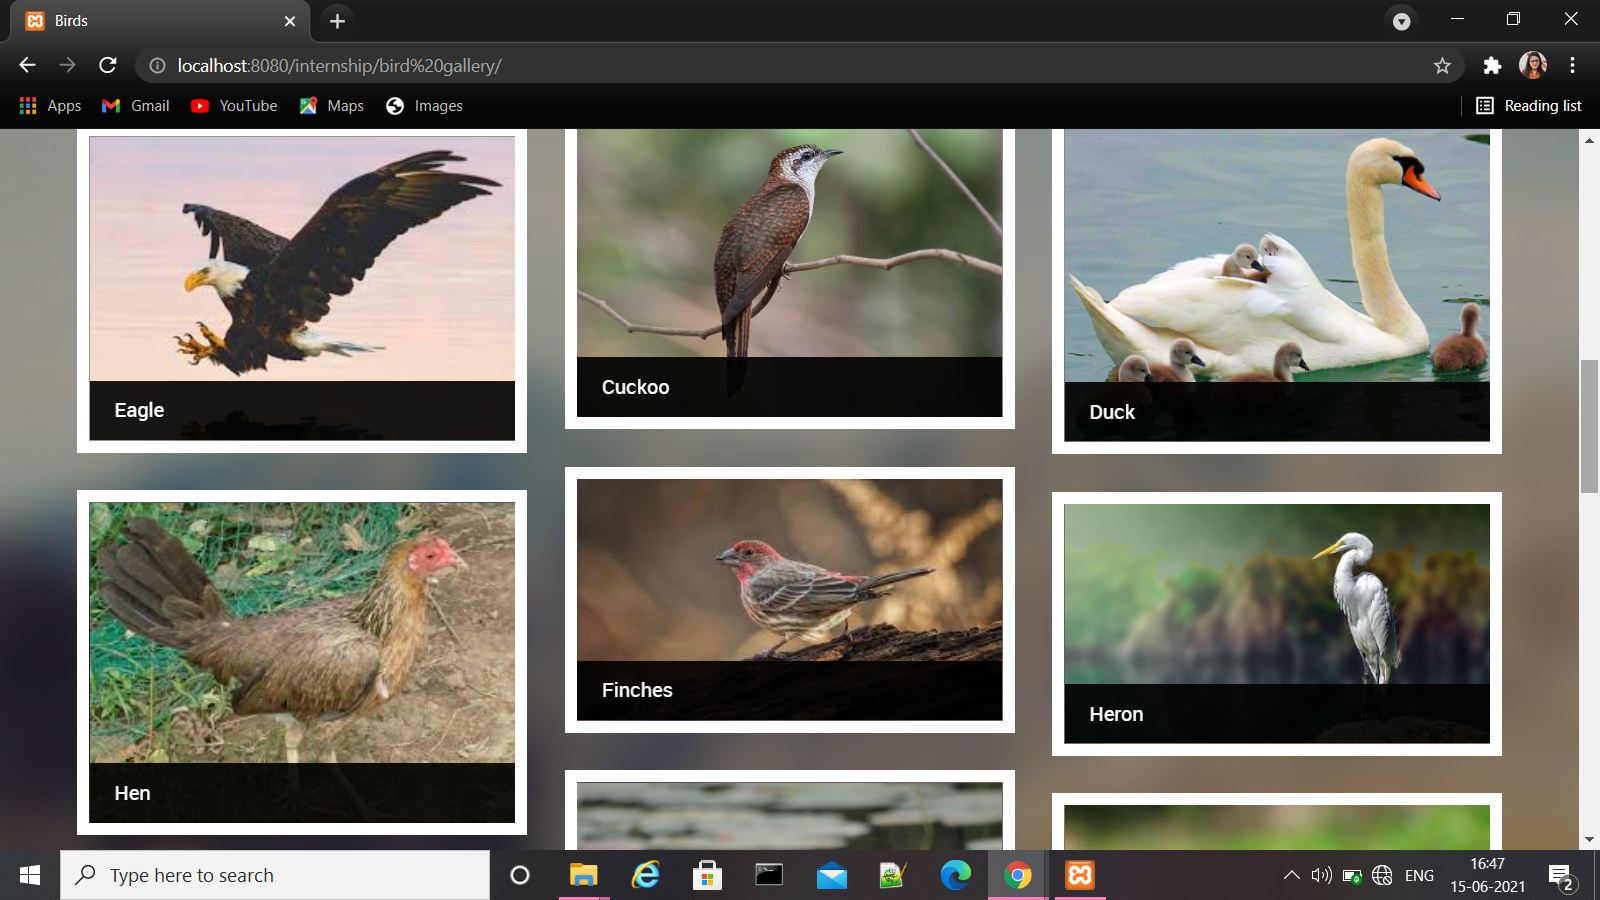 Birds
localhost:8080/internship/bird%20gallery/
Apps
Gmail
YouTube
Maps
Images
Reading list
Eagle
Cuckoo
Duck
Hen
Finches
Heron
Type here to search
ENG
16:47
15-06-2021
2